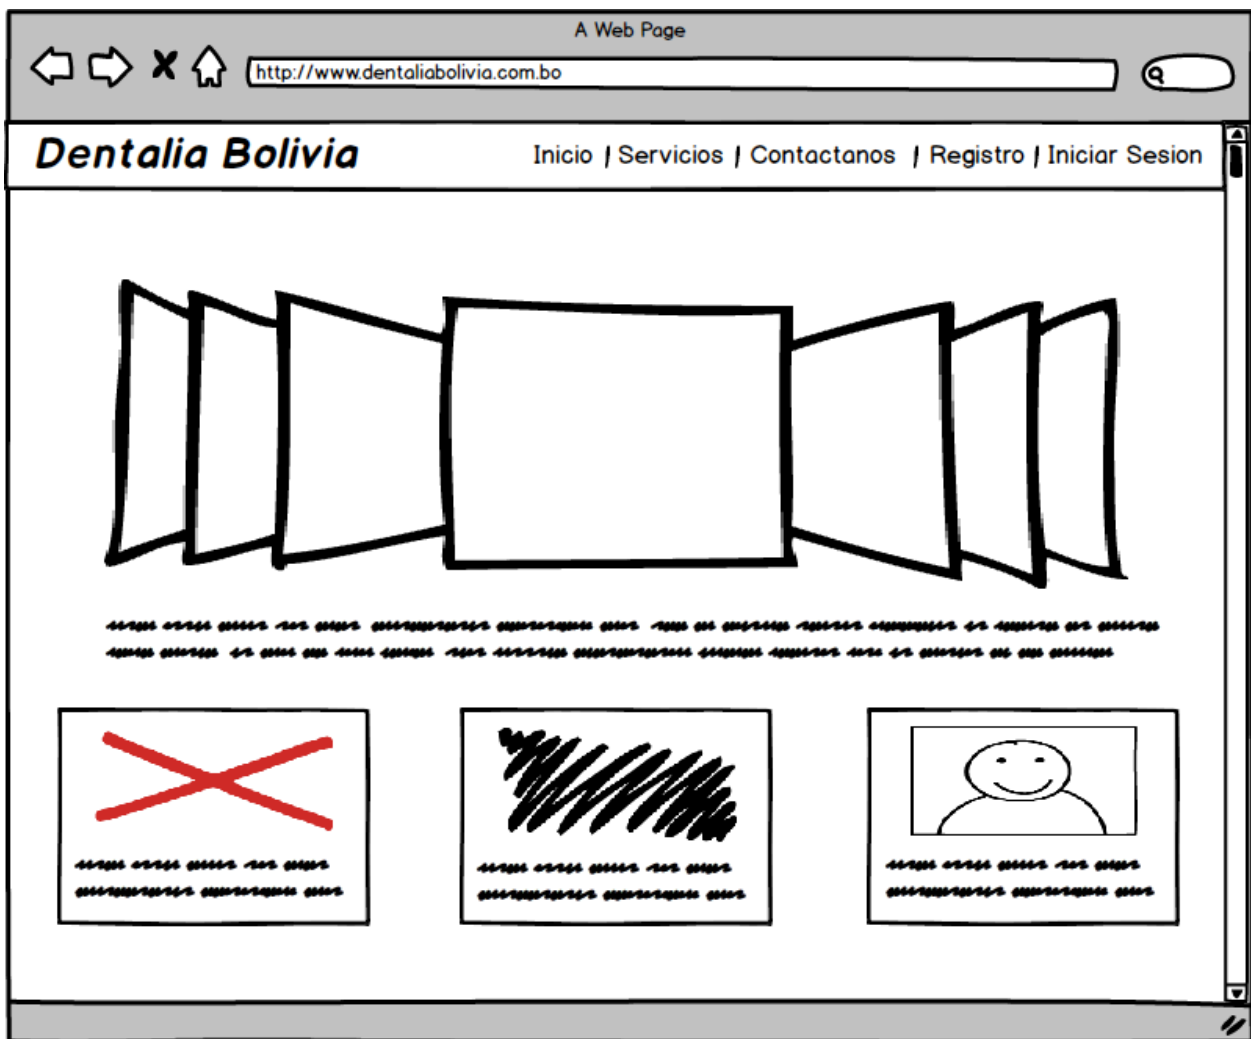 A Web Page
http://www.dentaliabolivia.com.bo
Dentalia Bolivia
Inicio | Servicios | Contactanos | Registro | Iniciar Sesion